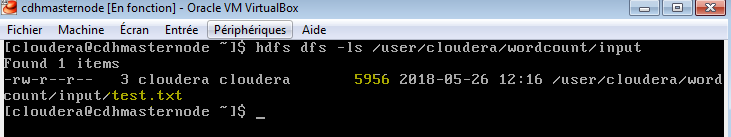 cdhmasternode [En fonction] - Oracle VM VirtualBox
Fichier Machine Écran Entrée Périphériques Aide
[cloudera@cdhmasternode ~]$ hdfs dfs -ls /user/cloudera/wordcount/input
Found 1 items
-rw-r--r--   3 cloudera cloudera       5956 2018-05-26 12:16 /user/cloudera/word
count/input/test.txt
[cloudera@cdhmasternode ~]$ _